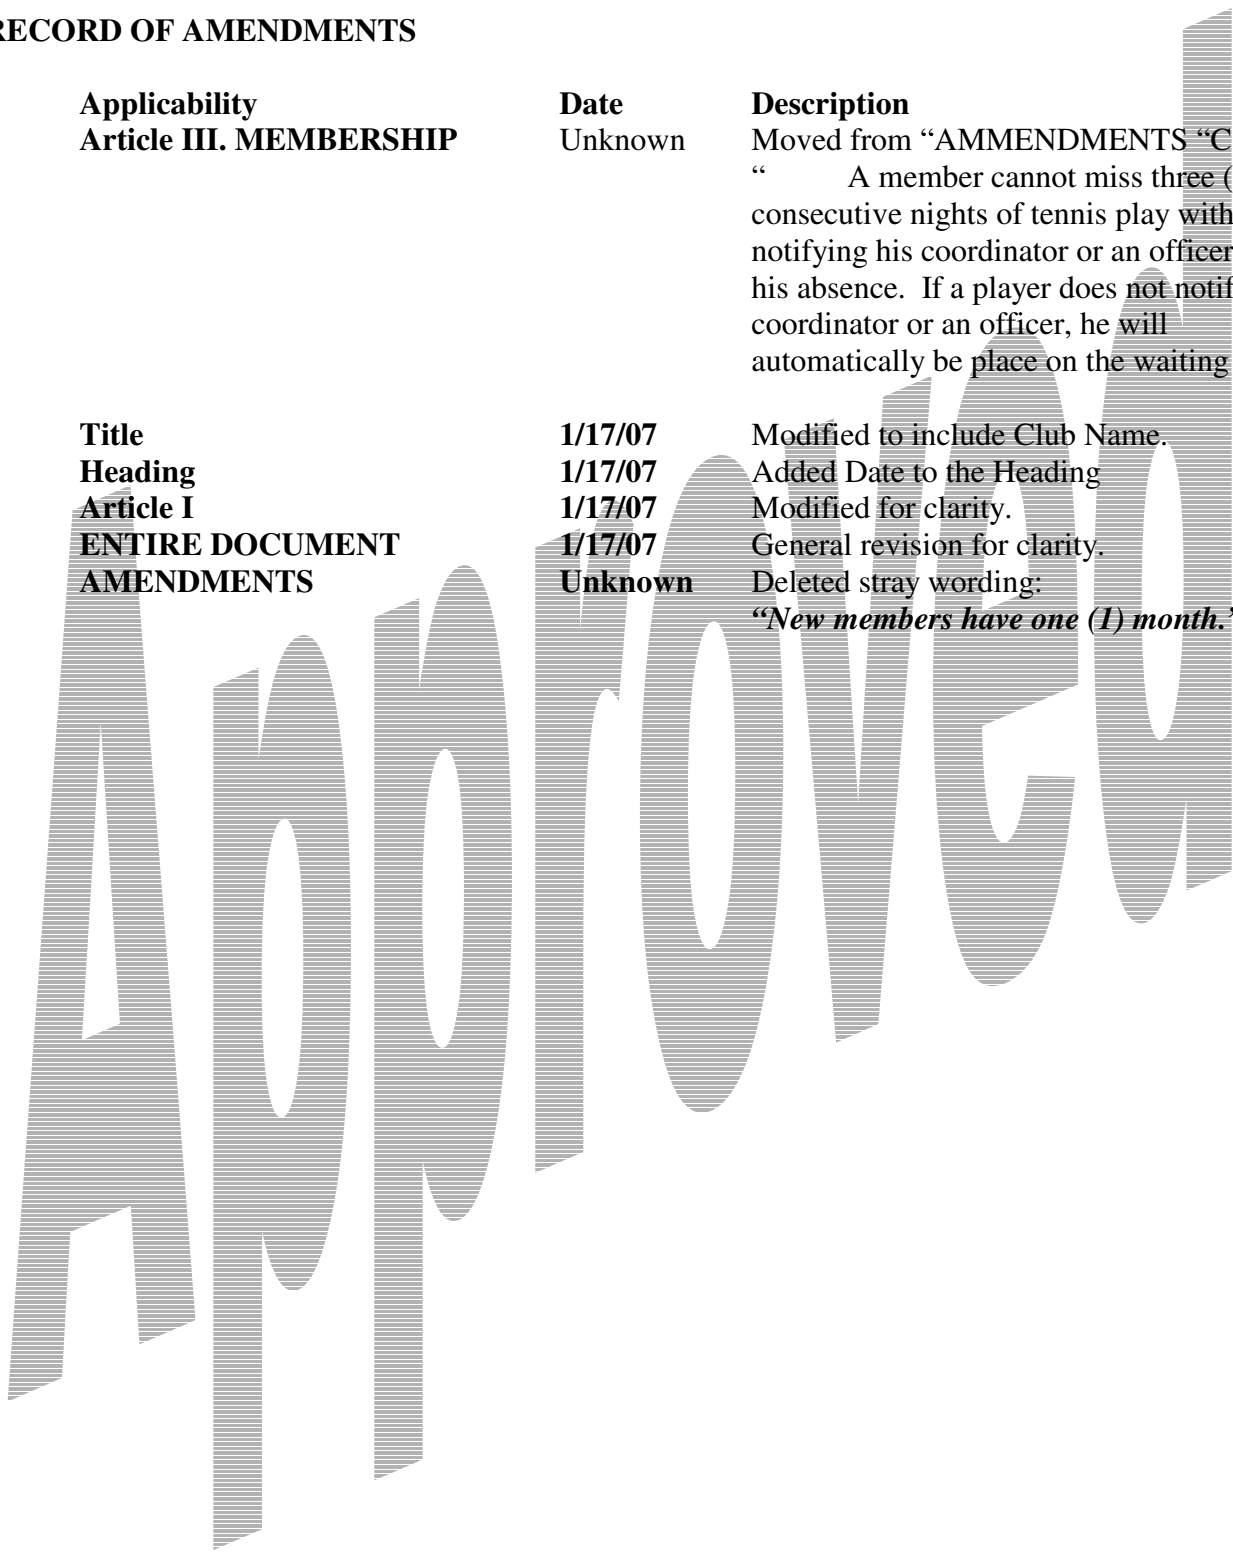 RECORD OF AMENDMENTS
Applicability Date Description
Article III. MEMBERSHIP Unknown Moved from “AMMENDMENTS “C
“ A member cannot miss three (
consecutive nights of tennis play with
notifying his coordinator or an officer
his absence. If a player does not notif
coordinator or an officer, he will
automatically be place on the waiting
Title 1/17/07 Modified to include Club Name.
Heading 1/17/07 Added Date to the Heading
Article I 1/17/07 Modified for clarity.
ENTIRE DOCUMENT 1/17/07 General revision for clarity.
AMENDMENTS Unknown Deleted stray wording:
“New members have one (1) month.”
Approved